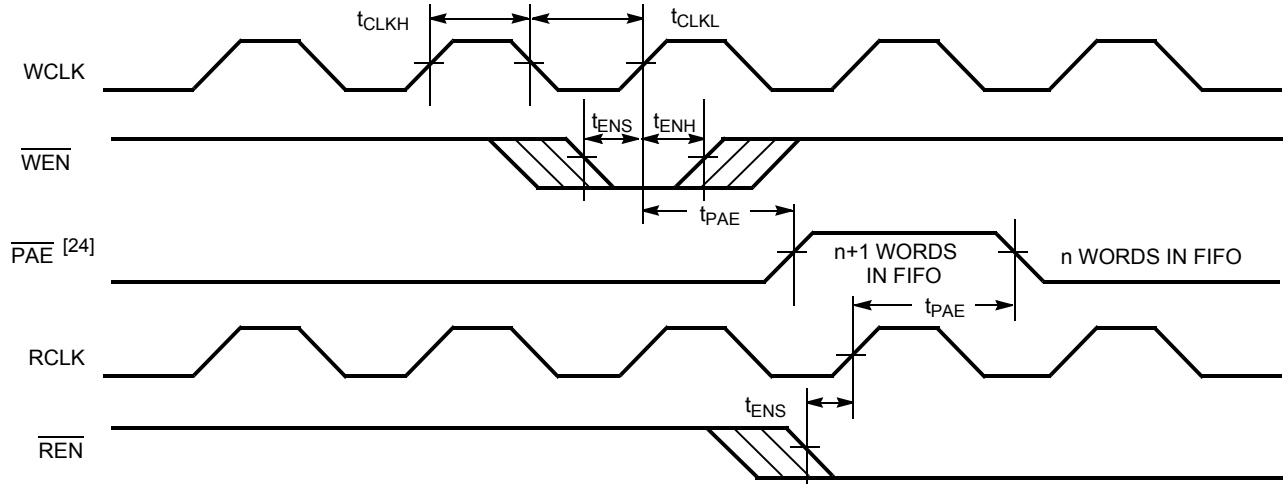 tCLKH
tCLKL
WCLK
tENS
tENH
WEN
tPAE
PAE [24]
n+1 WORDS
IN FIFO
n WORDS IN FIFO
tPAE
RCLK
tENS
REN